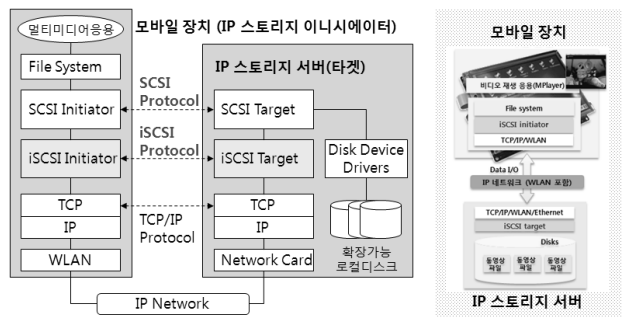 모바일 장치 (IP 스토리지 이니시에이터)
멀티미디어응용
File System
SCSI Initiator
iSCSI Initiator
TCP
IP
WLAN
SCSI
Protocol
iSCSI
Protocol
TCP/IP
Protocol
IP 스토리지 서버(타겟)
SCSI Target
iSCSI Target
TCP
IP
Network Card
Disk Device
Drivers
확장가능
로컬디스크
IP Network
모바일 장치
비디오 재생 응용(MPlayer)
File system
iSCSI initiator
TCP/IP/WLAN
Data I/O
IP 네트워크 (WLAN 포함)
TCP/IP/WLAN/Ethernet
iSCSI target
Disks
동영상
파일
동영상
파일
동영상
파일
IP 스토리지 서버